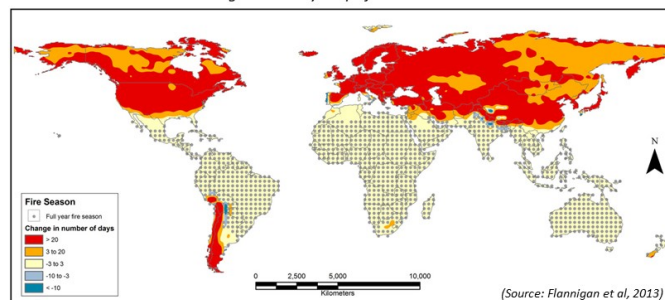 Fire Season
Full year fire season
Change in number of days
> 20
3 to 20
-3 to 3
-10 to -3
< -10
N
0 2,500 5,000 10,000
Kilometers
(Source: Flannigan et al, 2013)